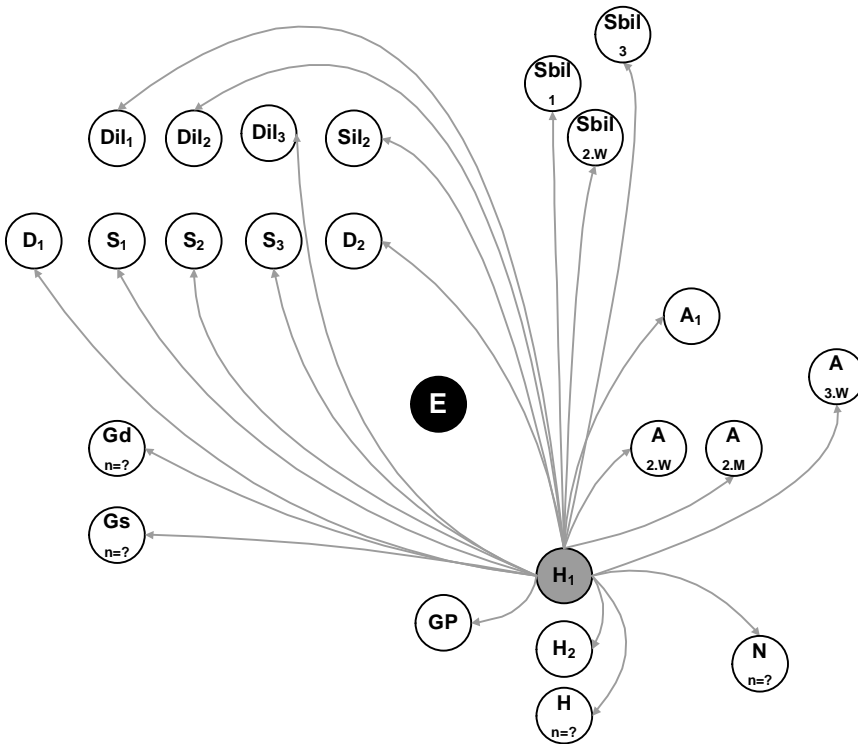 Sbil
3
Sbil
1
Dil1
Dil2
Dil3
Sil2
Sbil
2.W
D1
S1
S2
S3
D2
A1
A
3.W
E
Gd
n=?
A
2.W
A
2.M
Gs
n=?
H1
GP
H2
N
n=?
H
n=?